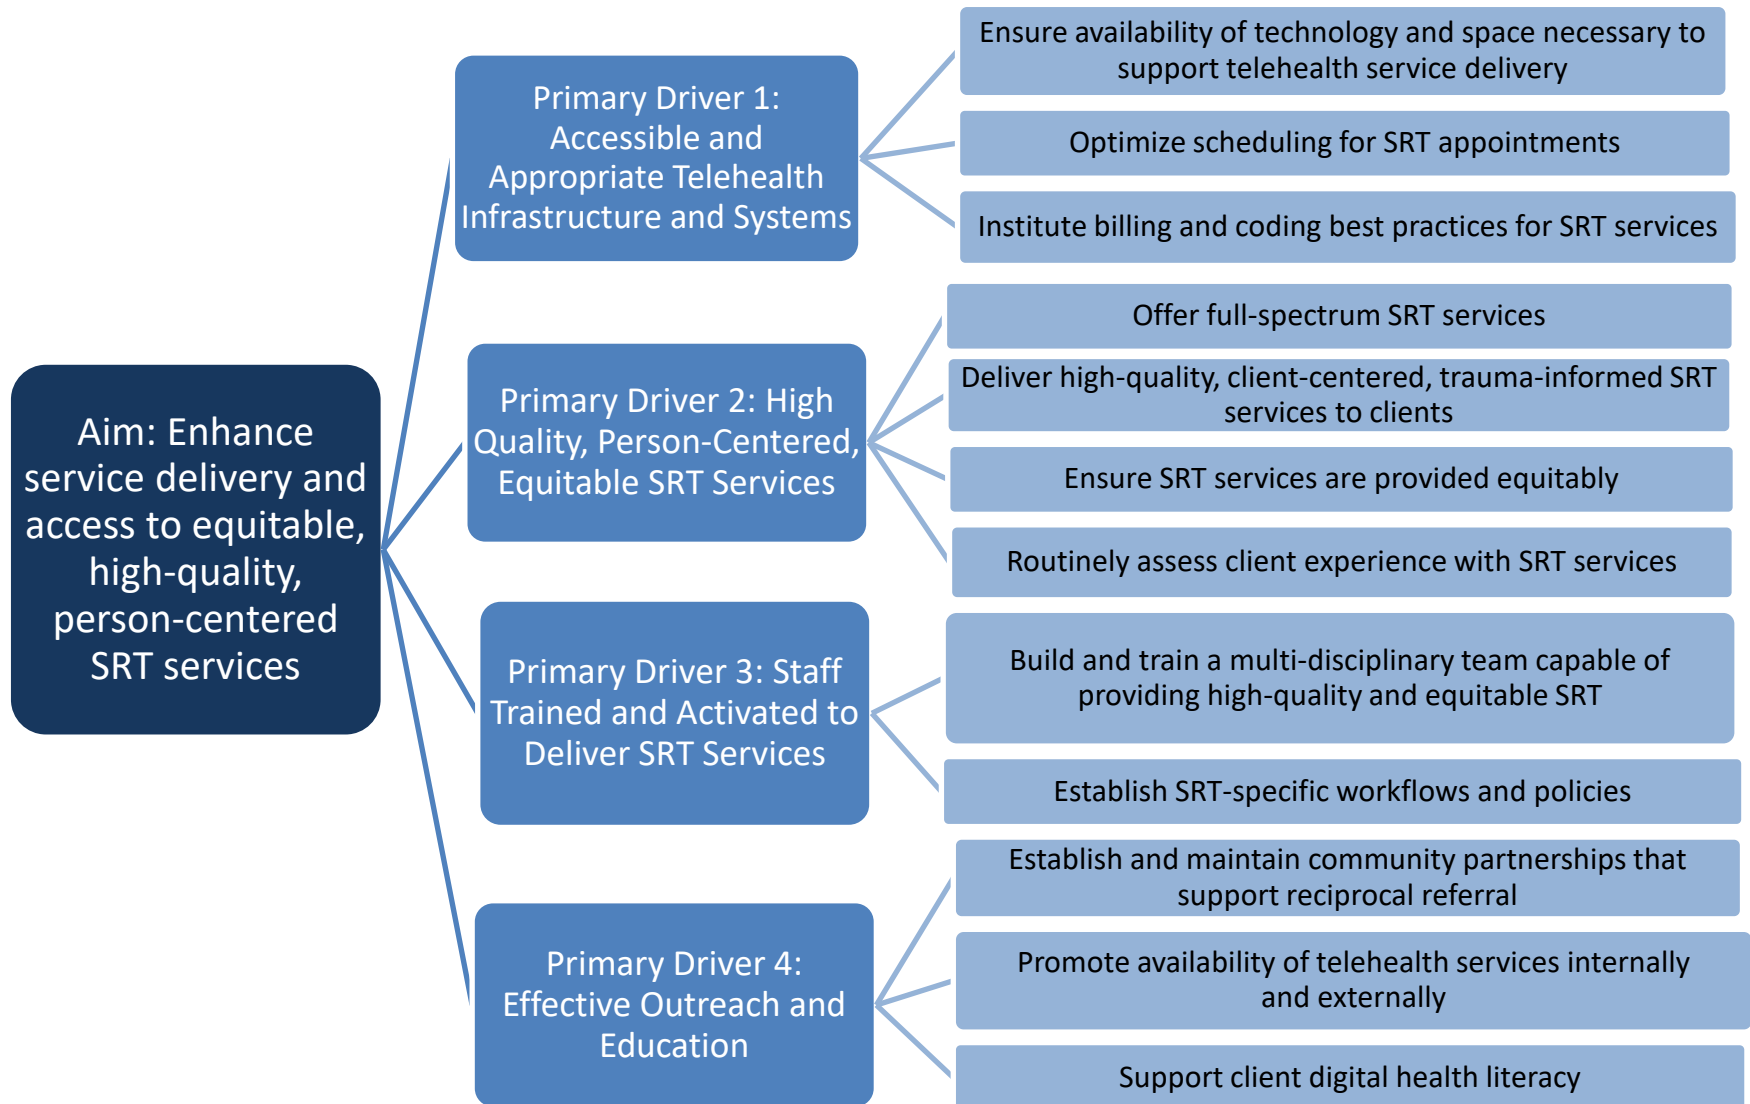 Aim: Enhance
service delivery and
access to equitable,
high-quality,
person-centered
SRT services
Primary Driver 1:
Accessible and
Appropriate Telehealth
Infrastructure and Systems
Ensure availability of technology and space necessary to
support telehealth service delivery
Optimize scheduling for SRT appointments
Institute billing and coding best practices for SRT services
Primary Driver 2: High
Quality, Person-Centered,
Equitable SRT Services
Offer full-spectrum SRT services
Deliver high-quality, client-centered, trauma-informed SRT
services to clients
Ensure SRT services are provided equitably
Routinely assess client experience with SRT services
Primary Driver 3: Staff
Trained and Activated to
Deliver SRT Services
Build and train a multi-disciplinary team capable of
providing high-quality and equitable SRT
Establish SRT-specific workflows and policies
Primary Driver 4:
Effective Outreach and
Education
Establish and maintain community partnerships that
support reciprocal referral
Promote availability of telehealth services internally
and externally
Support client digital health literacy